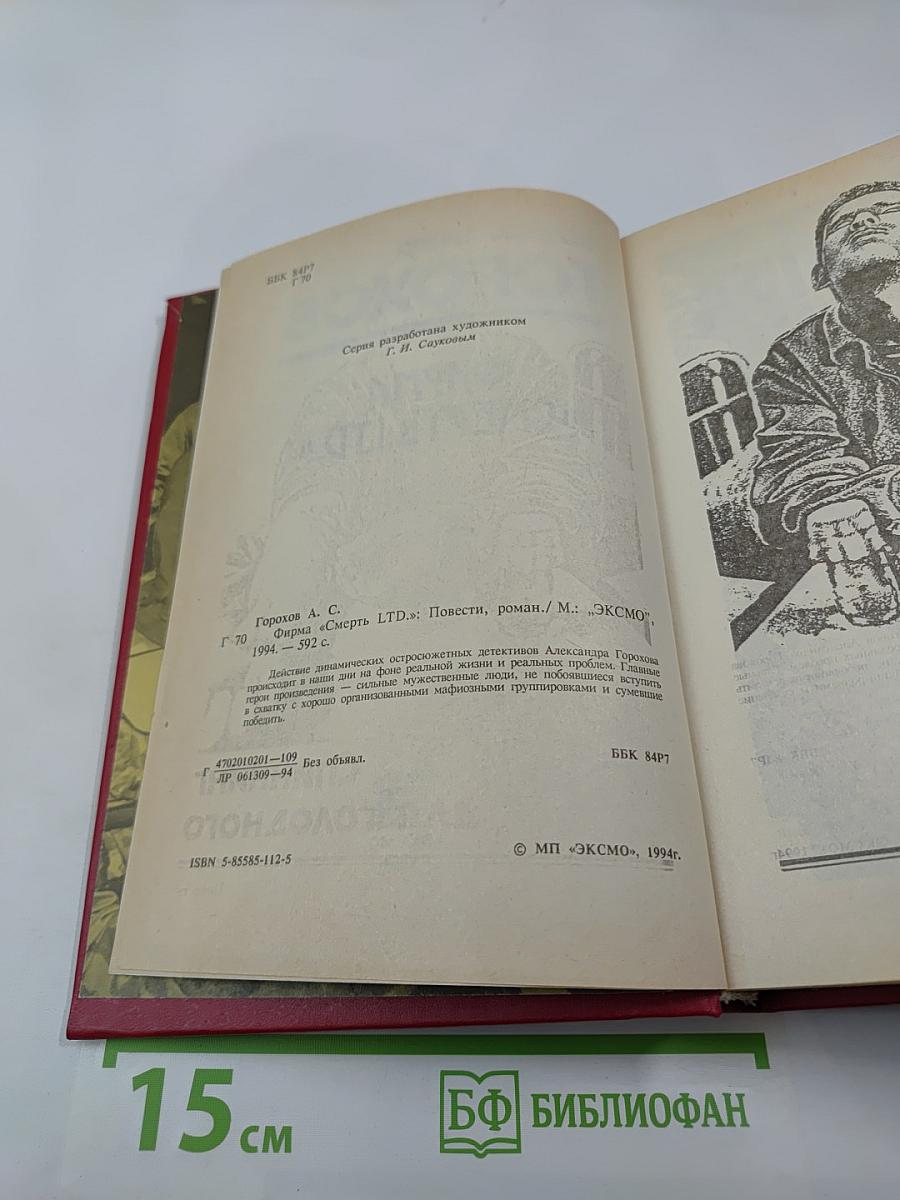 ББК 84Р7
Г 70
Серия разработана художником
Г. И. Сауковым
Горохов А. С.
Г 70 Фирма «Смерть LTD.»: Повести, роман./ М.: „ЭКСМО”,
1994. — 592 с.
Действие динамических остросюжетных детективов Александра Горохова
происходит в наши дни на фоне реальной жизни и реальных проблем. Главные
герои произведения — сильные мужественные люди, не побоявшиеся вступить
в схватку с хорошо организованными мафиозными группировками и сумевшие
победить.
Г 4702010201—109
ЛР 061309—94
Без объявл.
ББК 84Р7
ISBN 5-85585-112-5
© МП «ЭКСМО», 1994г.
15 см
БФ БИБЛИОФАН